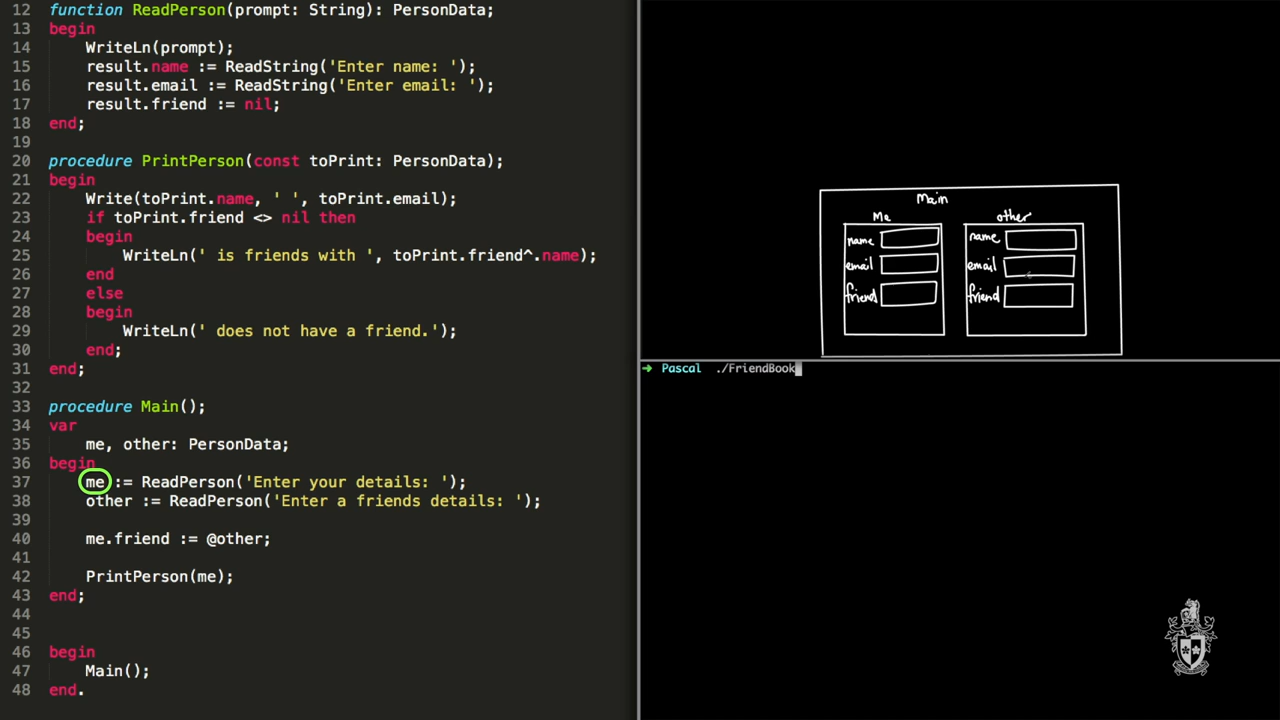 12 function ReadPerson(prompt: String): PersonData;
13 begin
14 WriteLn(prompt);
15 result.name := ReadString('Enter name: ');
16 result.email := ReadString('Enter email: ');
17 result.friend := nil;
18 end;
19
20 procedure PrintPerson(const toPrint: PersonData);
21 begin
22 Write(toPrint.name, ' ', toPrint.email);
23 if toPrint.friend <> nil then
24 begin
25 WriteLn(' is friends with ', toPrint.friend^.name);
26 end
27 else
28 begin
29 WriteLn(' does not have a friend.');
30 end;
31 end;
32
33 procedure Main();
34 var
35 me, other: PersonData;
36 begin
37 me := ReadPerson('Enter your details: ');
38 other := ReadPerson('Enter a friends details: ');
39
40 me.friend := @other;
41
42 PrintPerson(me);
43 end;
44
45
46 begin
47 Main();
48 end.
Main
Me other
name name
email email
friend friend
➜ Pascal ./FriendBook